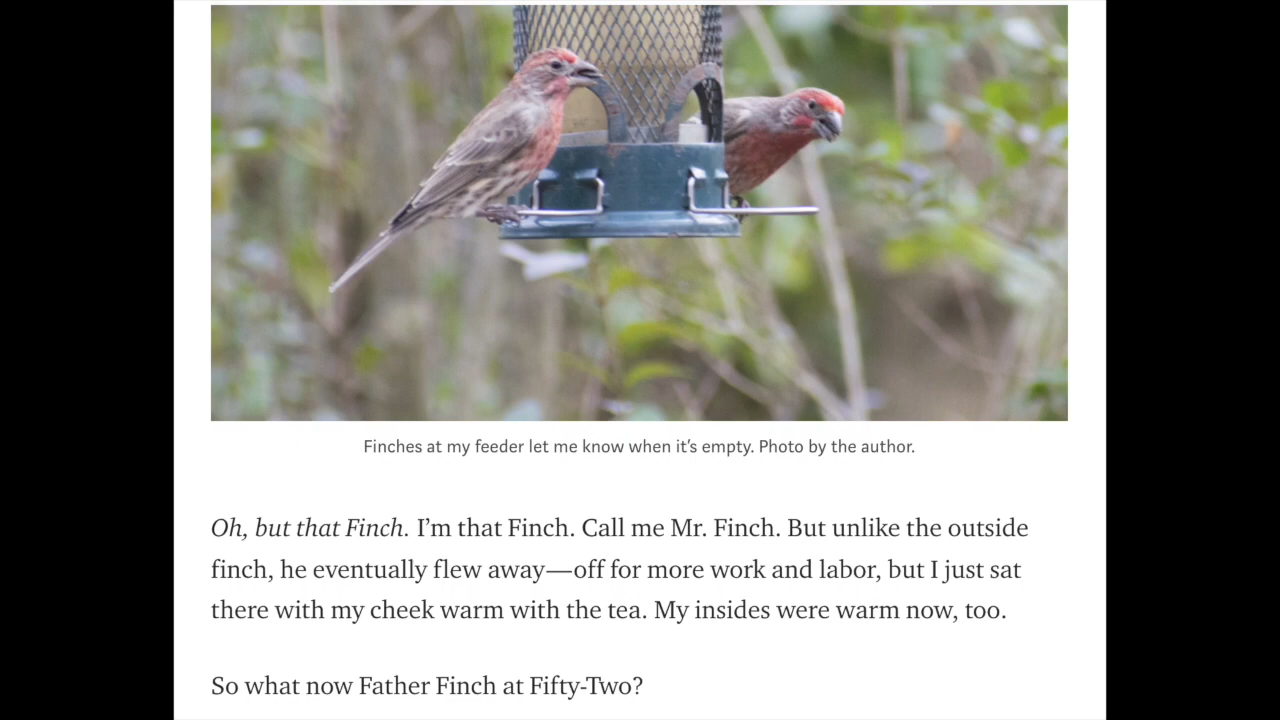 Finches at my feeder let me know when it’s empty. Photo by the author.
Oh, but that Finch. I’m that Finch. Call me Mr. Finch. But unlike the outside
finch, he eventually flew away—off for more work and labor, but I just sat
there with my cheek warm with the tea. My insides were warm now, too.
So what now Father Finch at Fifty-Two?